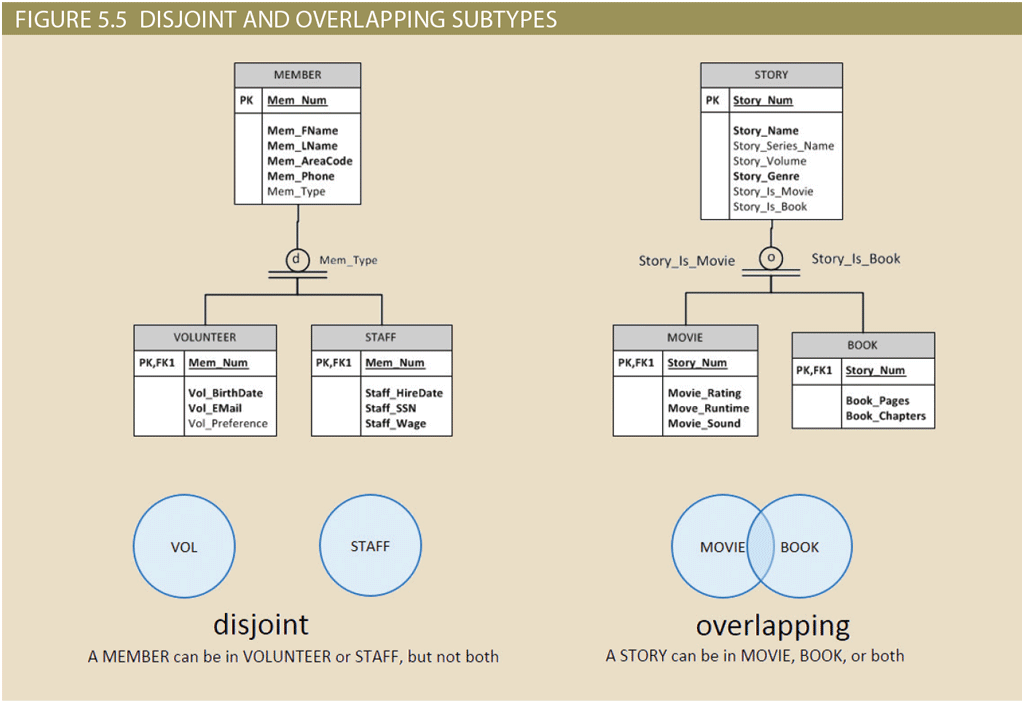 FIGURE 5.5 DISJOINT AND OVERLAPPING SUBTYPES
MEMBER
PK Mem_Num
Mem_FName
Mem_LName
Mem_AreaCode
Mem_Phone
Mem_Type
d Mem_Type
VOLUNTEER
PK,FK1 Mem_Num
Vol_BirthDate
Vol_EMail
Vol_Preference
STAFF
PK,FK1 Mem_Num
Staff_HireDate
Staff_SSN
Staff_Wage
VOL
STAFF
disjoint
A MEMBER can be in VOLUNTEER or STAFF, but not both
STORY
PK Story_Num
Story_Name
Story_Series_Name
Story_Volume
Story_Genre
Story_Is_Movie
Story_Is_Book
Story_Is_Movie o Story_Is_Book
MOVIE
PK,FK1 Story_Num
Movie_Rating
Move_Runtime
Movie_Sound
BOOK
PK,FK1 Story_Num
Book_Pages
Book_Chapters
MOVIE
BOOK
overlapping
A STORY can be in MOVIE, BOOK, or both